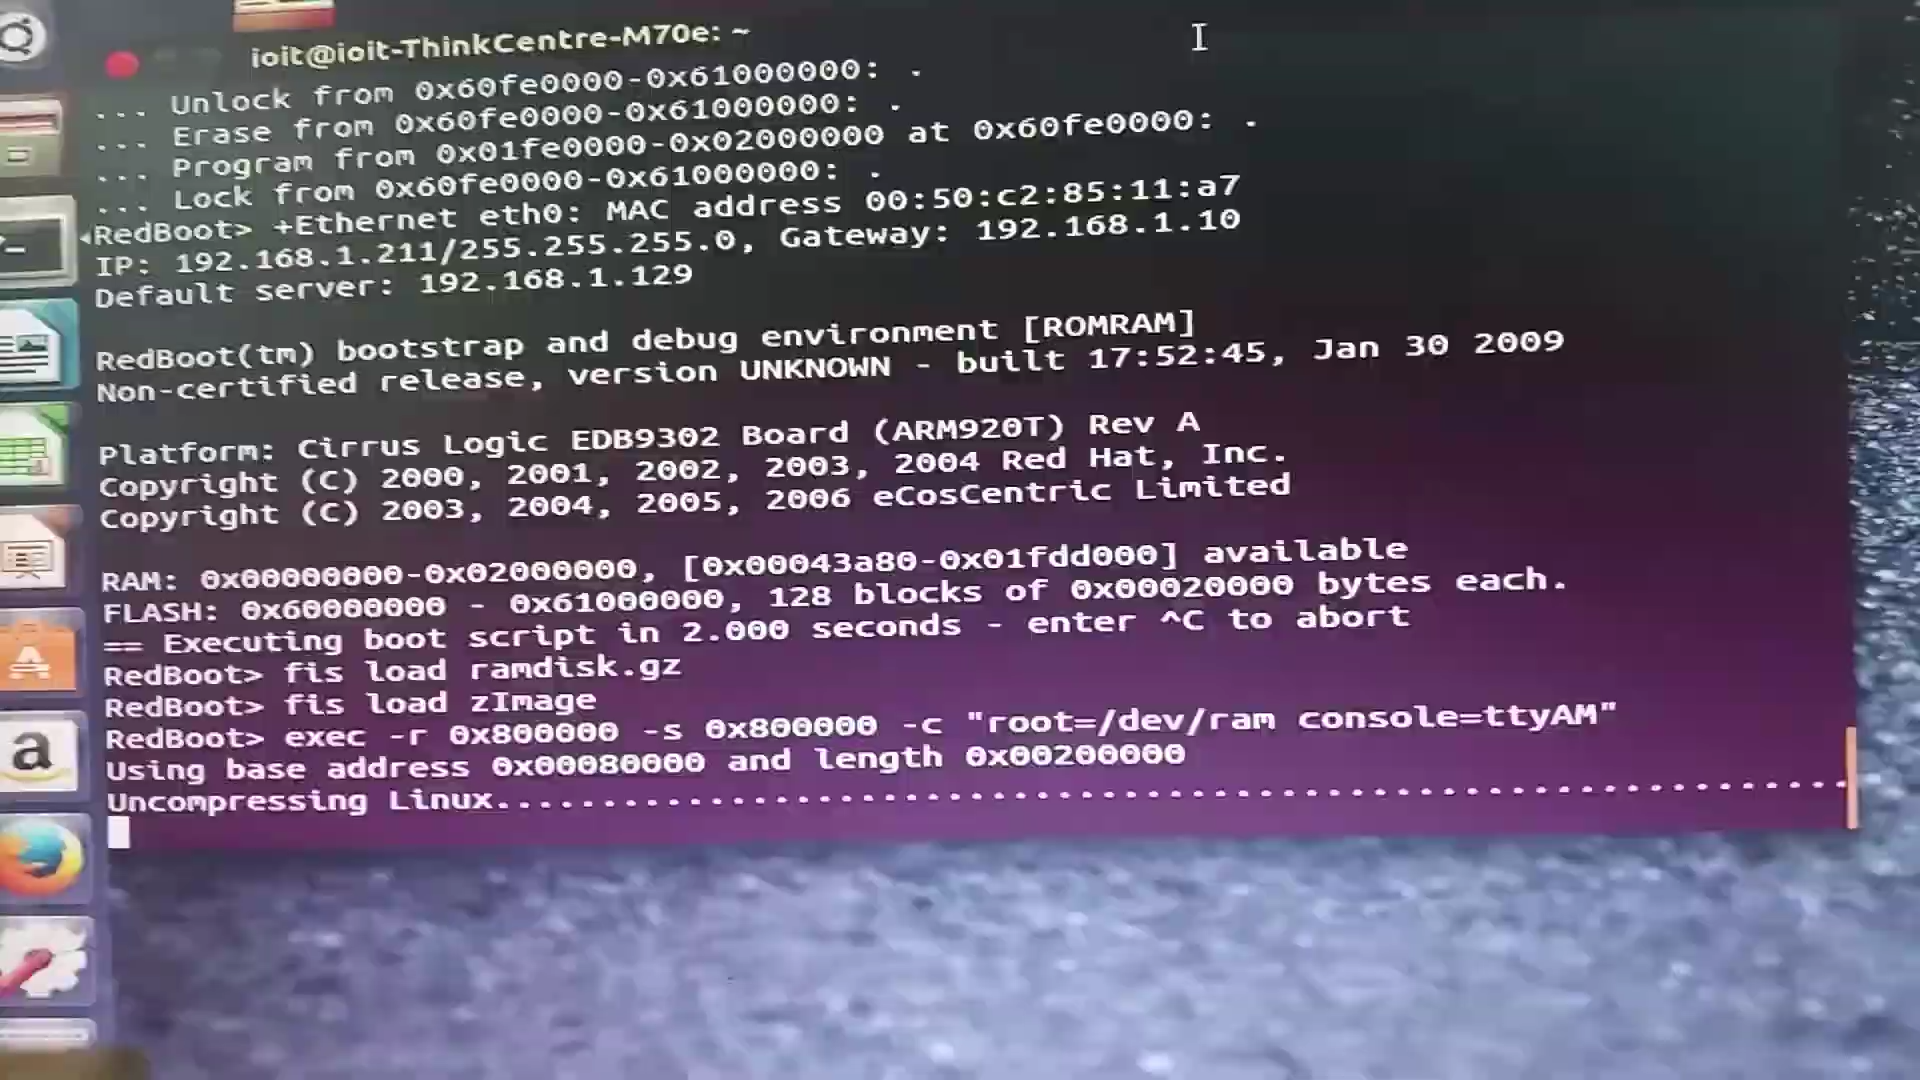 ioit@ioit-ThinkCentre-M70e: ~
... Unlock from 0x60fe0000-0x61000000: .
... Erase from 0x60fe0000-0x61000000: .
... Program from 0x01fe0000-0x02000000 at 0x60fe0000: .
... Lock from 0x60fe0000-0x61000000: .
RedBoot> +Ethernet eth0: MAC address 00:50:c2:85:11:a7
IP: 192.168.1.211/255.255.255.0, Gateway: 192.168.1.10
Default server: 192.168.1.129
RedBoot(tm) bootstrap and debug environment [ROMRAM]
Non-certified release, version UNKNOWN - built 17:52:45, Jan 30 2009
Platform: Cirrus Logic EDB9302 Board (ARM920T) Rev A
Copyright (C) 2000, 2001, 2002, 2003, 2004 Red Hat, Inc.
Copyright (C) 2003, 2004, 2005, 2006 eCosCentric Limited
RAM: 0x00000000-0x02000000, [0x00043a80-0x01fdd000] available
FLASH: 0x60000000 - 0x61000000, 128 blocks of 0x00020000 bytes each.
== Executing boot script in 2.000 seconds - enter ^C to abort
RedBoot> fis load ramdisk.gz
RedBoot> fis load zImage
RedBoot> exec -r 0x800000 -s 0x800000 -c "root=/dev/ram console=ttyAM"
Using base address 0x00080000 and length 0x00200000
Uncompressing Linux...................................................................